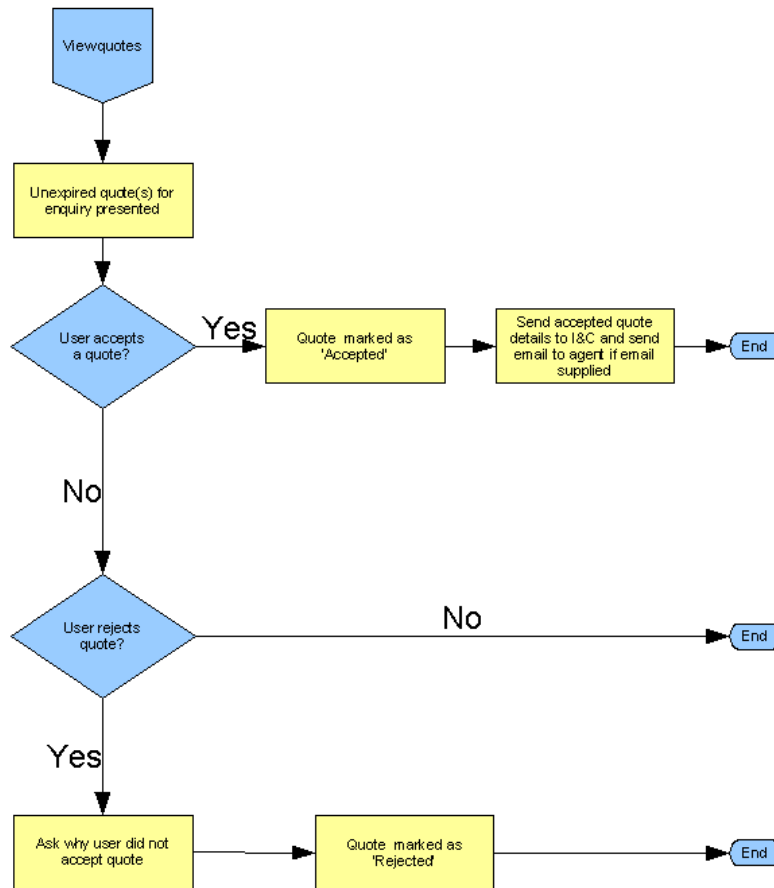 Viewquotes
Unexpired quote(s) for
enquiry presented
User accepts
a quote?
Yes
Quote marked as
'Accepted'
Send accepted quote
details to I&C and send
email to agent if email
supplied
End
No
User rejects
quote?
No
End
Yes
Ask why user did not
accept quote
Quote marked as
'Rejected'
End